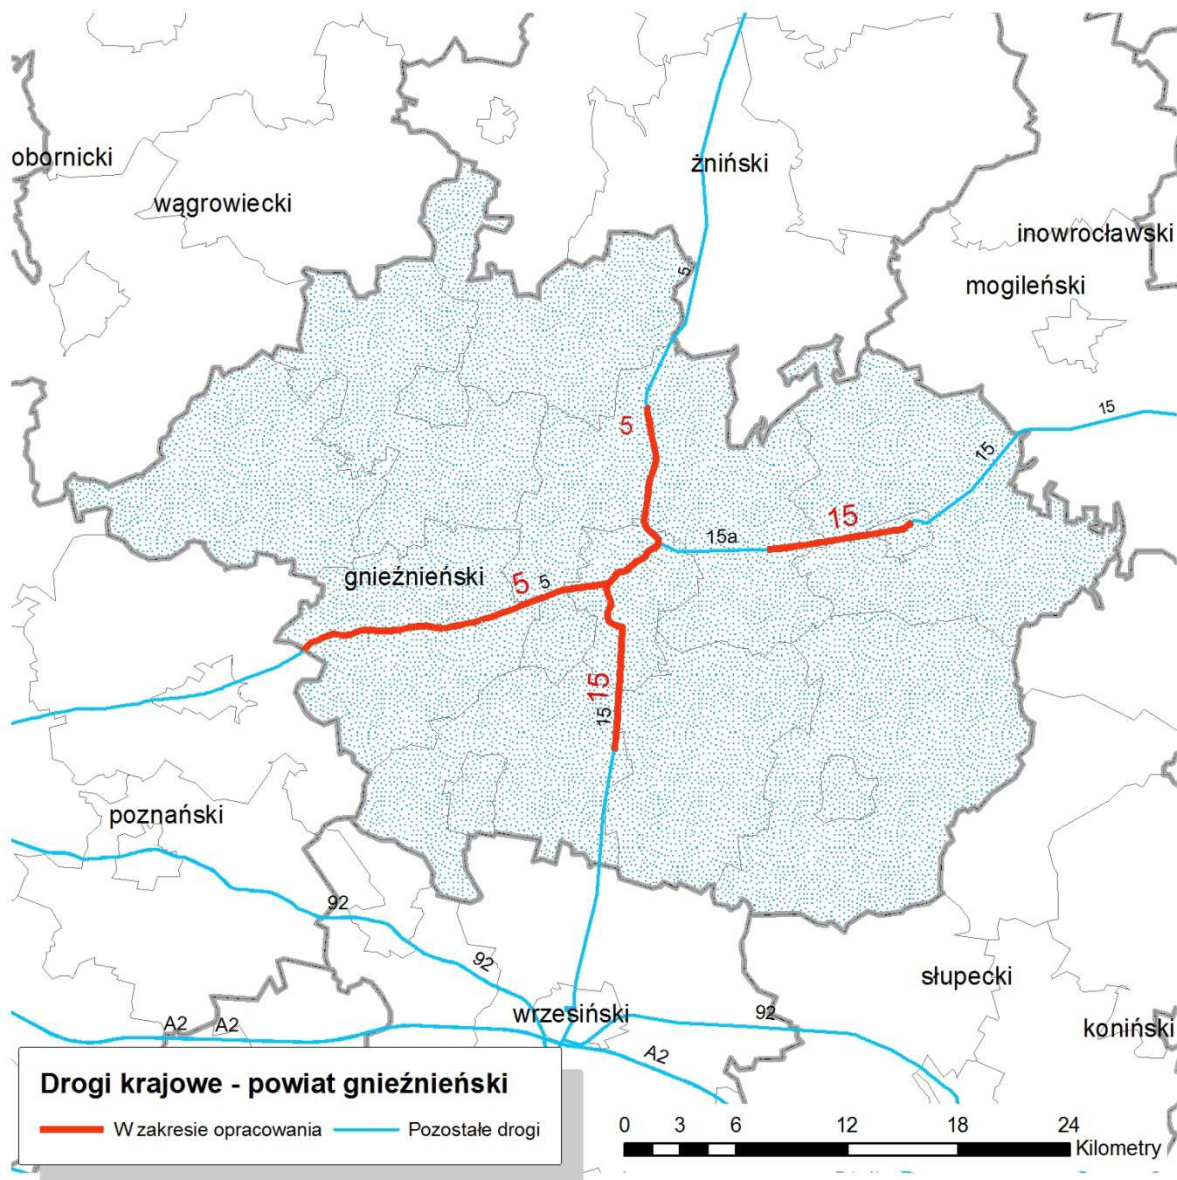 obornicki
żniński
wągrowiecki
inowrocławski
5
mogileński
15
5
15
15
15a
gnieźnieński
5
5
15
15
poznański
92
92
słupecki
wrzesiński
92
A2
A2
koniński
A2
Drogi krajowe - powiat gnieźnieński
W zakresie opracowania
Pozostałe drogi
0 3 6 12 18 24
Kilometry